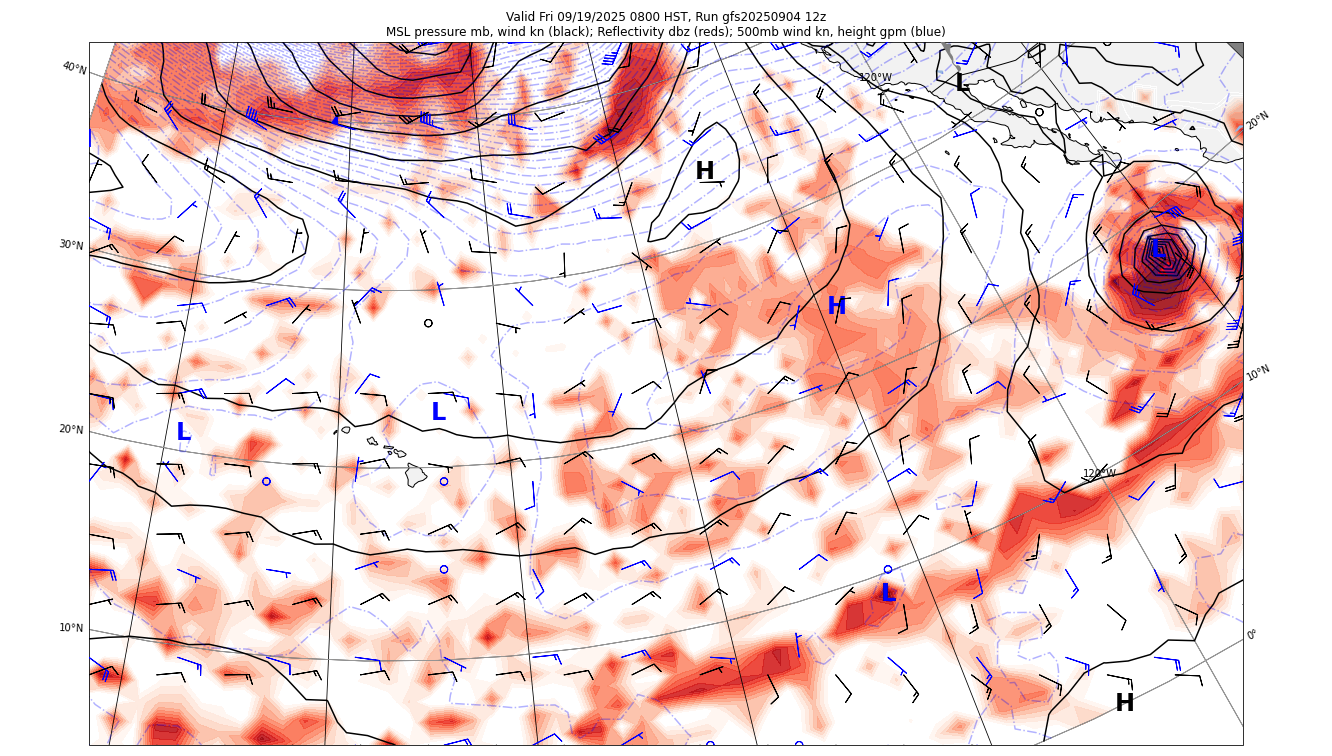 Valid Fri 09/19/2025 0800 HST, Run gfs20250904 12z
MSL pressure mb, wind kn (black); Reflectivity dbz (reds); 500mb wind kn, height gpm (blue)
40°N
120°W
L
20°N
L
H
30°N
L
H
10°N
L
20°N
L
120°W
L
10°N
0°
H